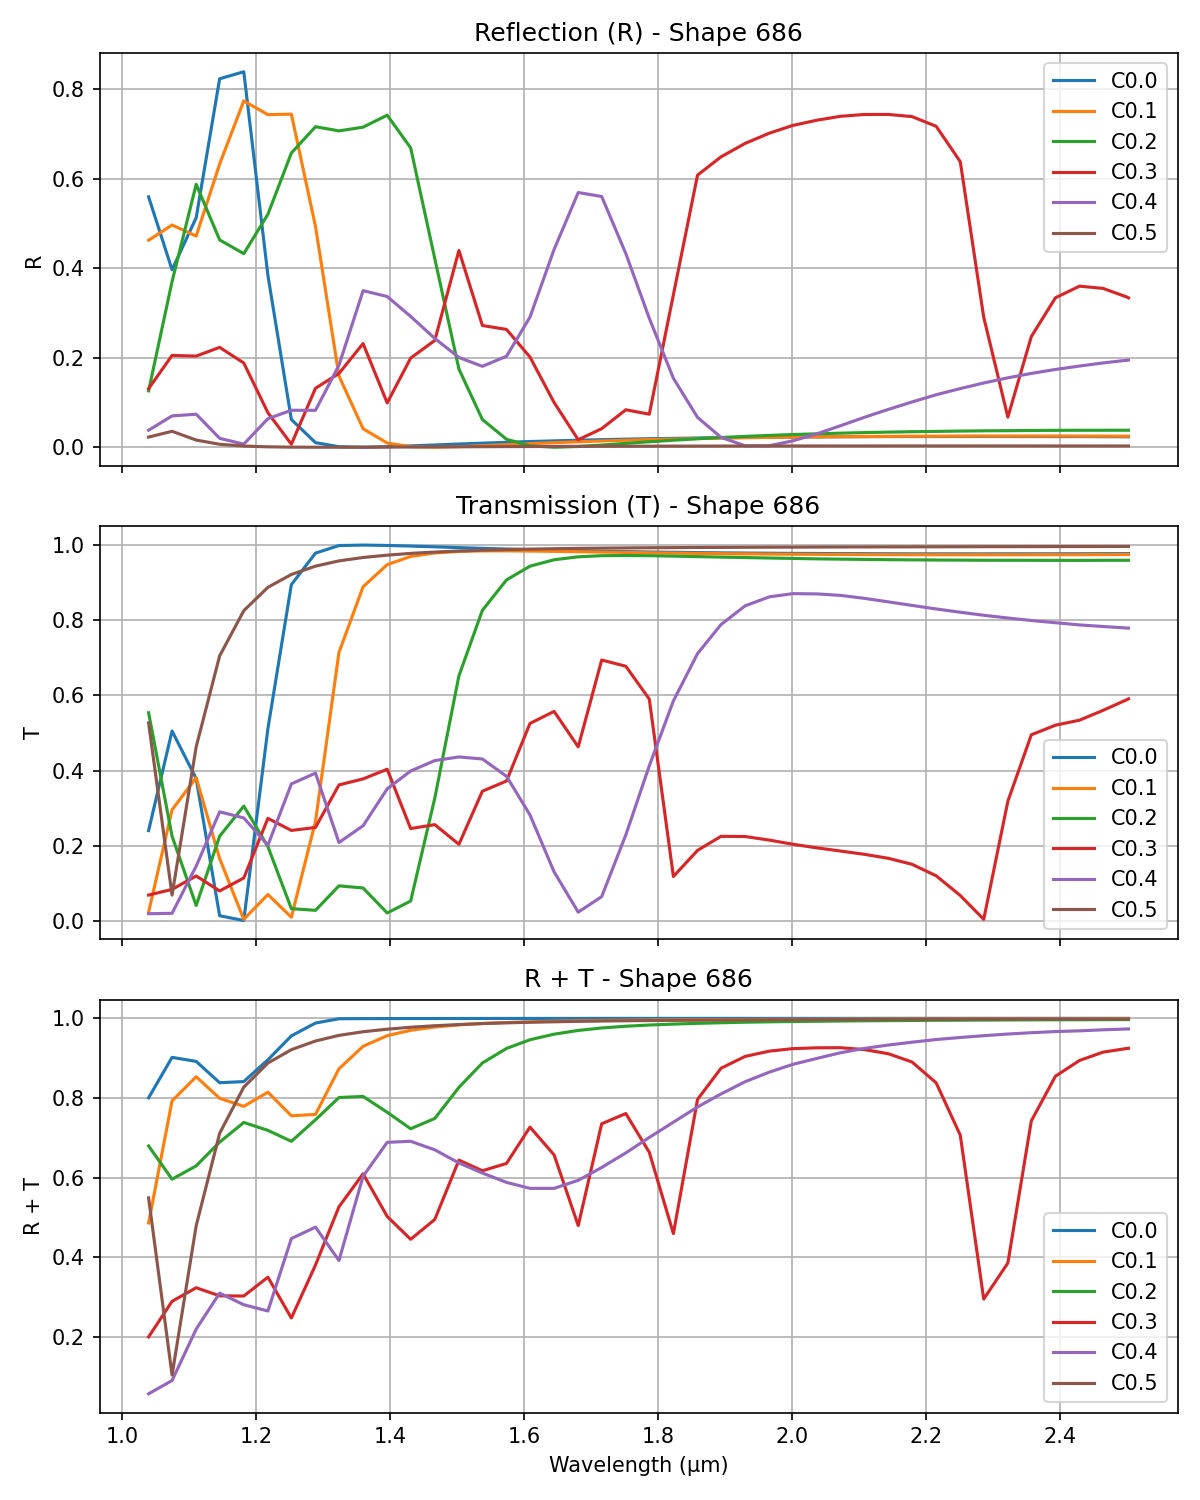 Reflection (R) - Shape 686
0.8
0.6
0.4
0.2
0.0
R
C0.0
C0.1
C0.2
C0.3
C0.4
C0.5
Transmission (T) - Shape 686
1.0
0.8
0.6
0.4
0.2
0.0
T
C0.0
C0.1
C0.2
C0.3
C0.4
C0.5
R + T - Shape 686
1.0
0.8
0.6
0.4
0.2
R + T
C0.0
C0.1
C0.2
C0.3
C0.4
C0.5
1.0 1.2 1.4 1.6 1.8 2.0 2.2 2.4
Wavelength (μm)